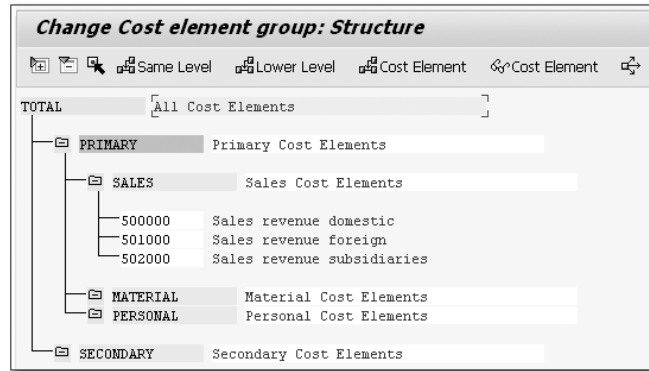 Change Cost element group: Structure
Same Level Lower Level Cost Element Cost Element
TOTAL All Cost Elements
PRIMARY Primary Cost Elements
SALES Sales Cost Elements
500000 Sales revenue domestic
501000 Sales revenue foreign
502000 Sales revenue subsidiaries
MATERIAL Material Cost Elements
PERSONAL Personal Cost Elements
SECONDARY Secondary Cost Elements